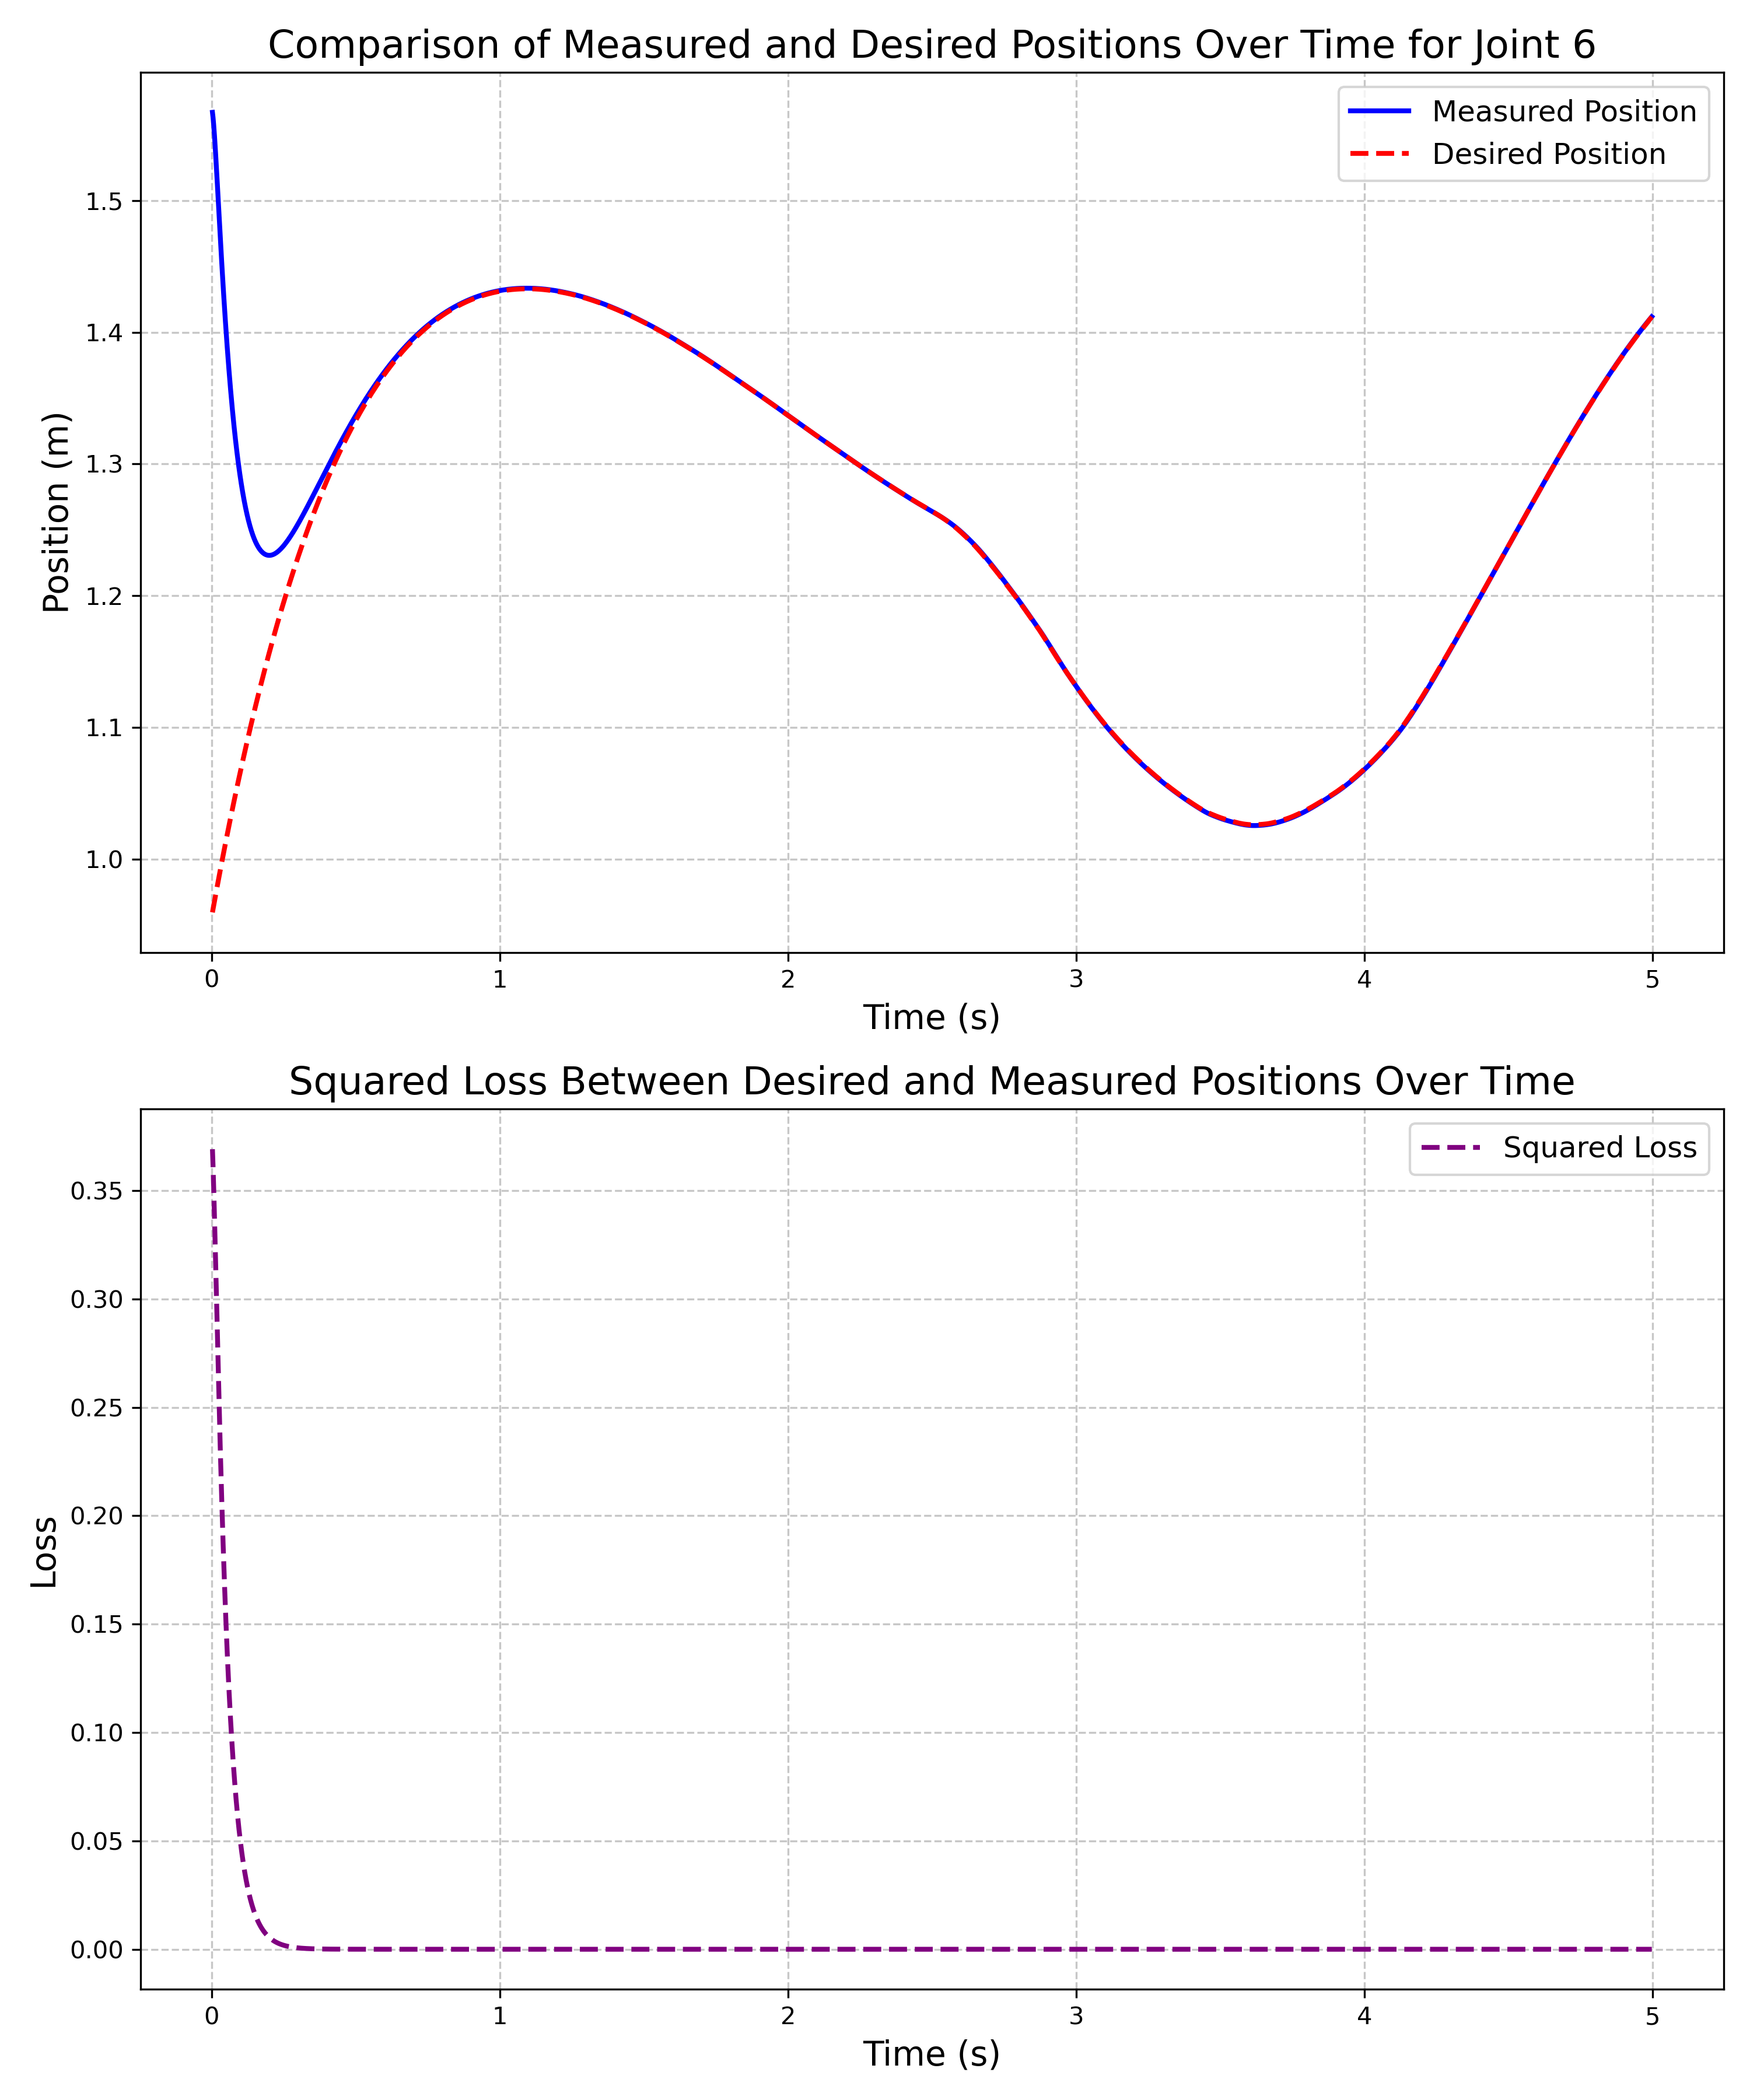 Comparison of Measured and Desired Positions Over Time for Joint 6
Measured Position
Desired Position
Position (m)
1.5
1.4
1.3
1.2
1.1
1.0
0 1 2 3 4 5
Time (s)
Squared Loss Between Desired and Measured Positions Over Time
Squared Loss
Loss
0.35
0.30
0.25
0.20
0.15
0.10
0.05
0.00
0 1 2 3 4 5
Time (s)